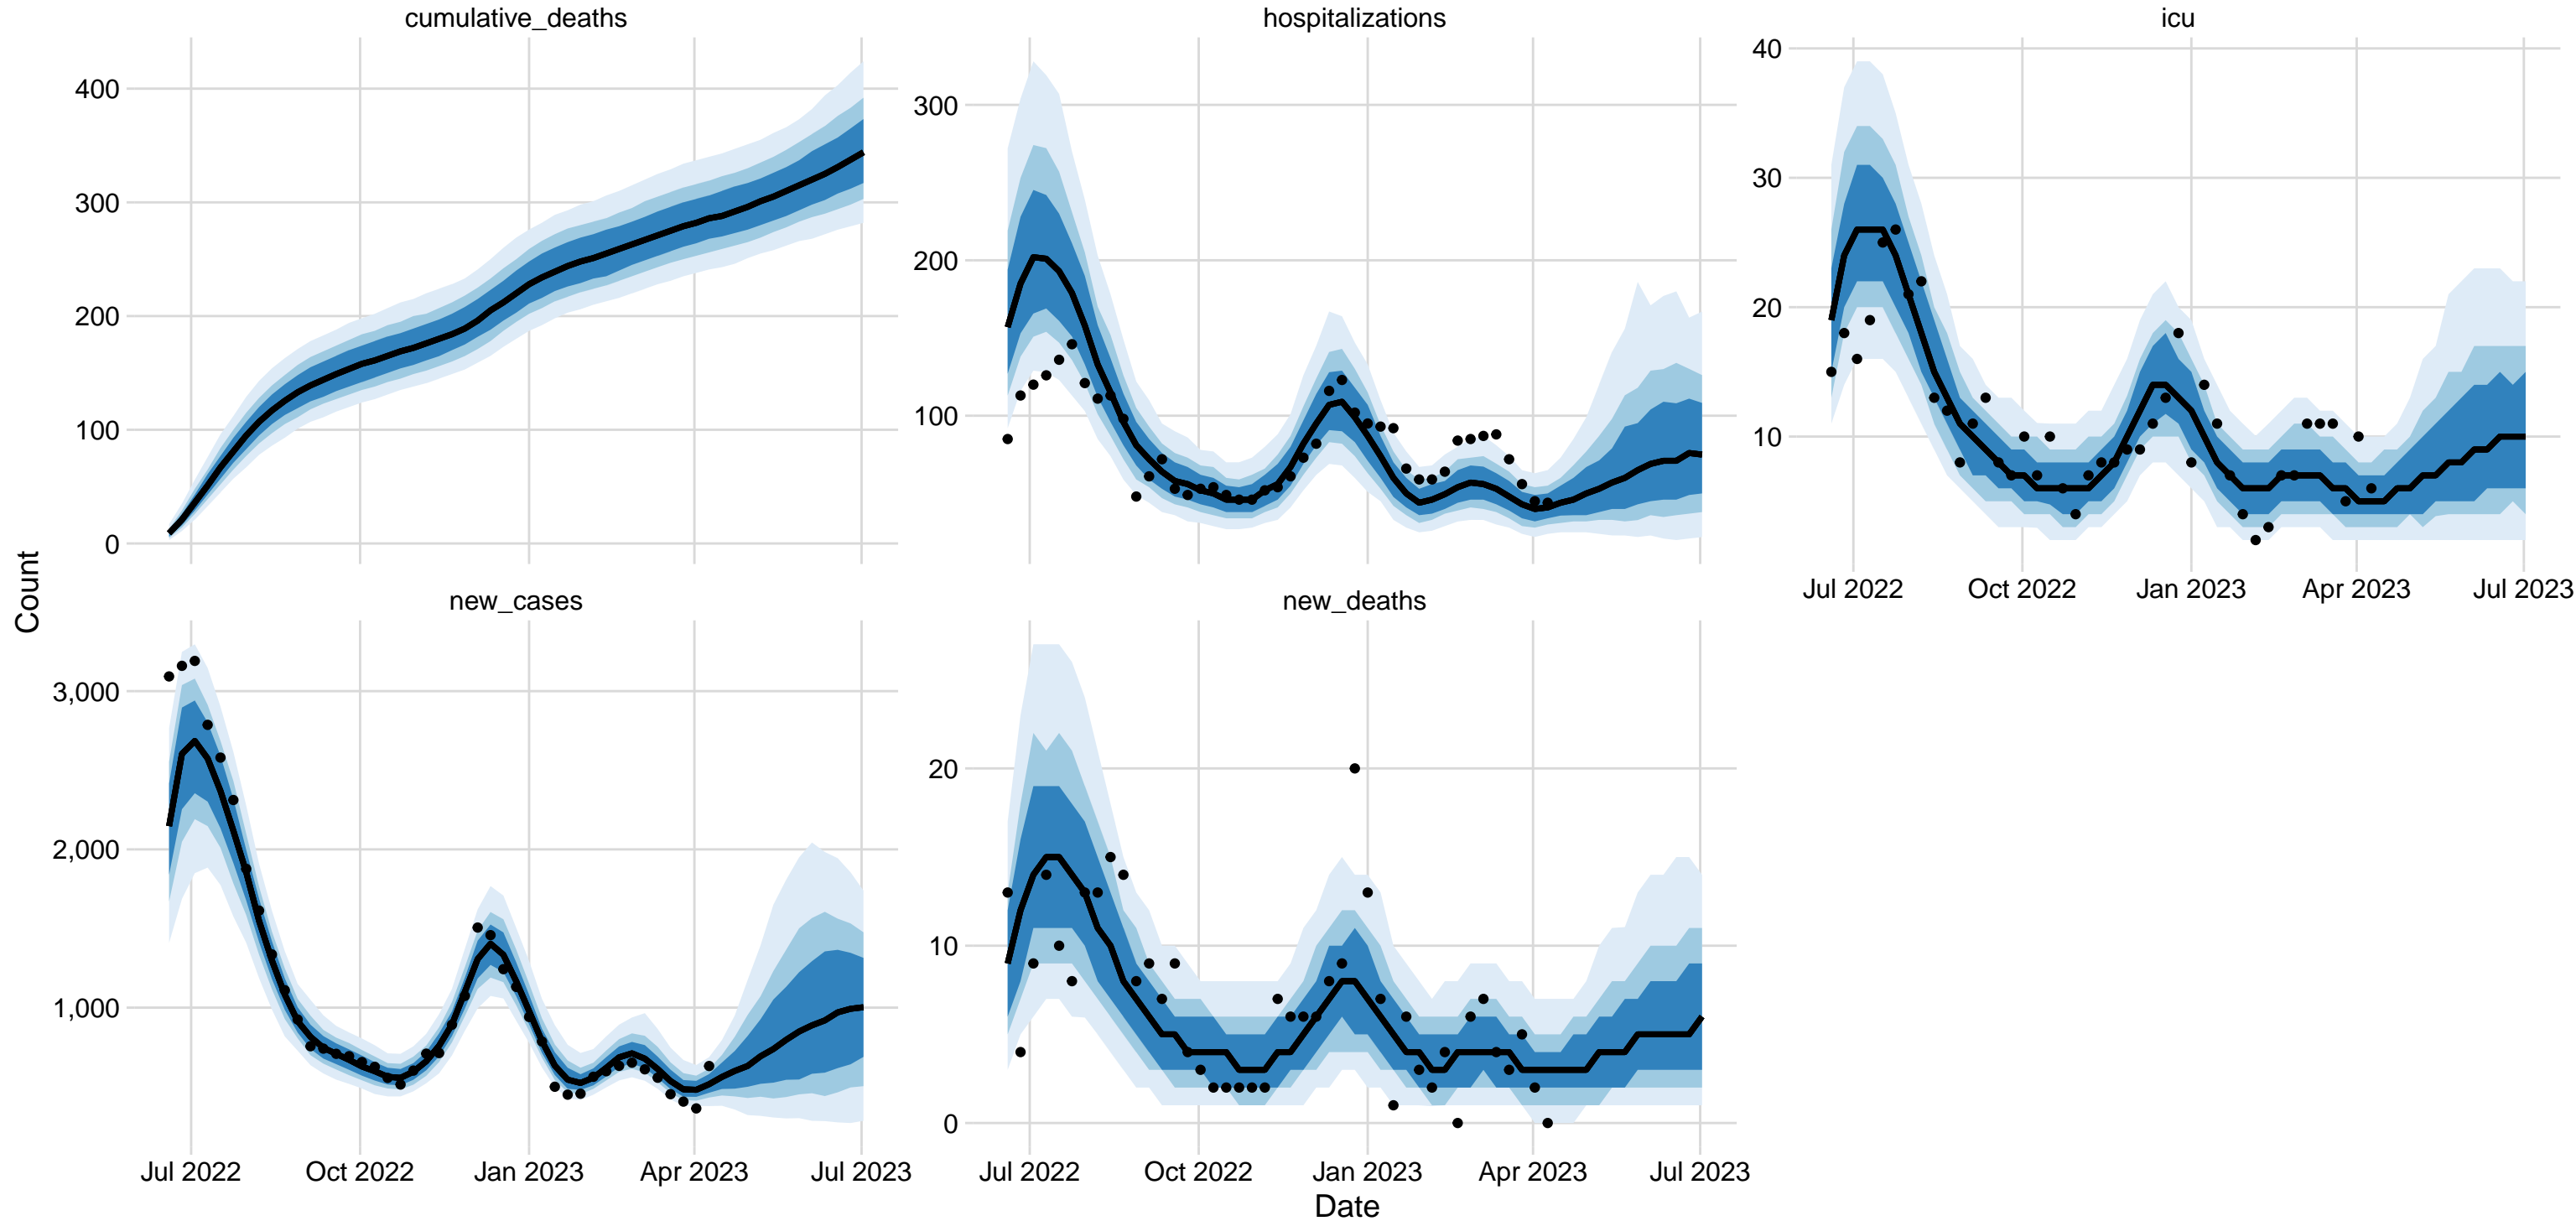 cumulative_deaths
hospitalizations
icu
400
300
200
100
0
300
200
100
40
30
20
10
Jul 2022 Oct 2022 Jan 2023 Apr 2023 Jul 2023
Count
new_cases
new_deaths
3,000
2,000
1,000
20
10
0
Jul 2022 Oct 2022 Jan 2023 Apr 2023 Jul 2023
Jul 2022 Oct 2022 Jan 2023 Apr 2023 Jul 2023
Date